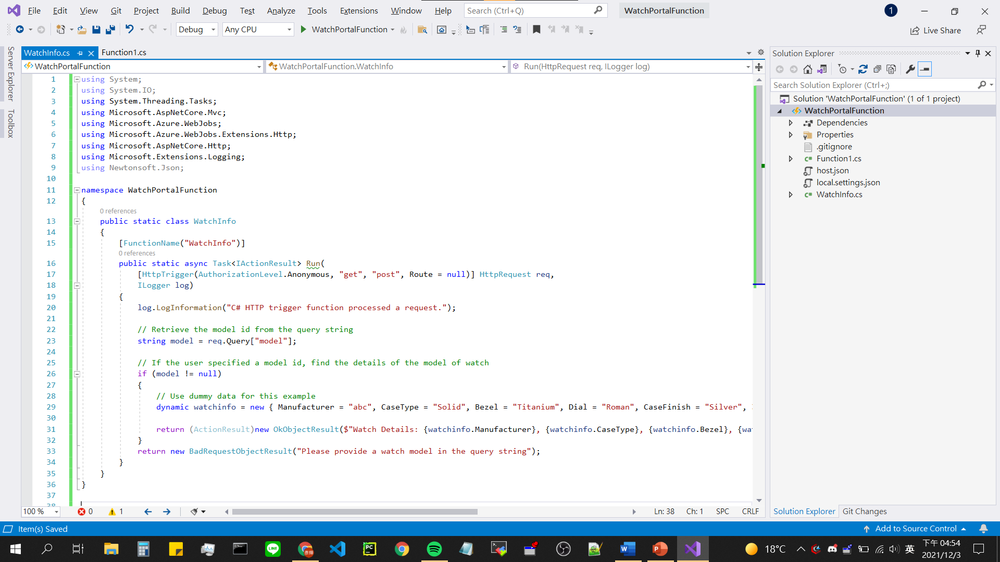 File Edit View Git Project Build Debug Test Analyze Tools Extensions Window Help Search (Ctrl+Q) WatchPortalFunction 1
Debug Any CPU WatchPortalFunction Live Share
Server Explorer
Toolbox
WatchInfo.cs Function1.cs
WatchPortalFunction WatchPortalFunction.WatchInfo Run(HttpRequest req, ILogger log)
1 using System;
2 using System.IO;
3 using System.Threading.Tasks;
4 using Microsoft.AspNetCore.Mvc;
5 using Microsoft.Azure.WebJobs;
6 using Microsoft.Azure.WebJobs.Extensions.Http;
7 using Microsoft.AspNetCore.Http;
8 using Microsoft.Extensions.Logging;
9 using Newtonsoft.Json;
10
11 namespace WatchPortalFunction
12 {
0 references
13 public static class WatchInfo
14 {
15 [FunctionName("WatchInfo")]
0 references
16 public static async Task<IActionResult> Run(
17 [HttpTrigger(AuthorizationLevel.Anonymous, "get", "post", Route = null)] HttpRequest req,
18 ILogger log)
19 {
20 log.LogInformation("C# HTTP trigger function processed a request.");
21
22 // Retrieve the model id from the query string
23 string model = req.Query["model"];
24
25 // If the user specified a model id, find the details of the model of watch
26 if (model != null)
27 {
28 // Use dummy data for this example
29 dynamic watchinfo = new { Manufacturer = "abc", CaseType = "Solid", Bezel = "Titanium", Dial = "Roman", CaseFinish = "Silver",
30
31 return (ActionResult)new OkObjectResult($"Watch Details: {watchinfo.Manufacturer}, {watchinfo.CaseType}, {watchinfo.Bezel}, {wat
32 }
33 return new BadRequestObjectResult("Please provide a watch model in the query string");
34 }
35 }
36 }
37
38
100 % 0 1 Ln: 38 Ch: 1 SPC CRLF
Solution Explorer
Search Solution Explorer (Ctrl+;)
Solution 'WatchPortalFunction' (1 of 1 project)
WatchPortalFunction
Dependencies
Properties
.gitignore
Function1.cs
host.json
local.settings.json
WatchInfo.cs
Solution Explorer Git Changes
Item(s) Saved Add to Source Control
LINE PC W P 18°C 英 下午 04:54
2021/12/3